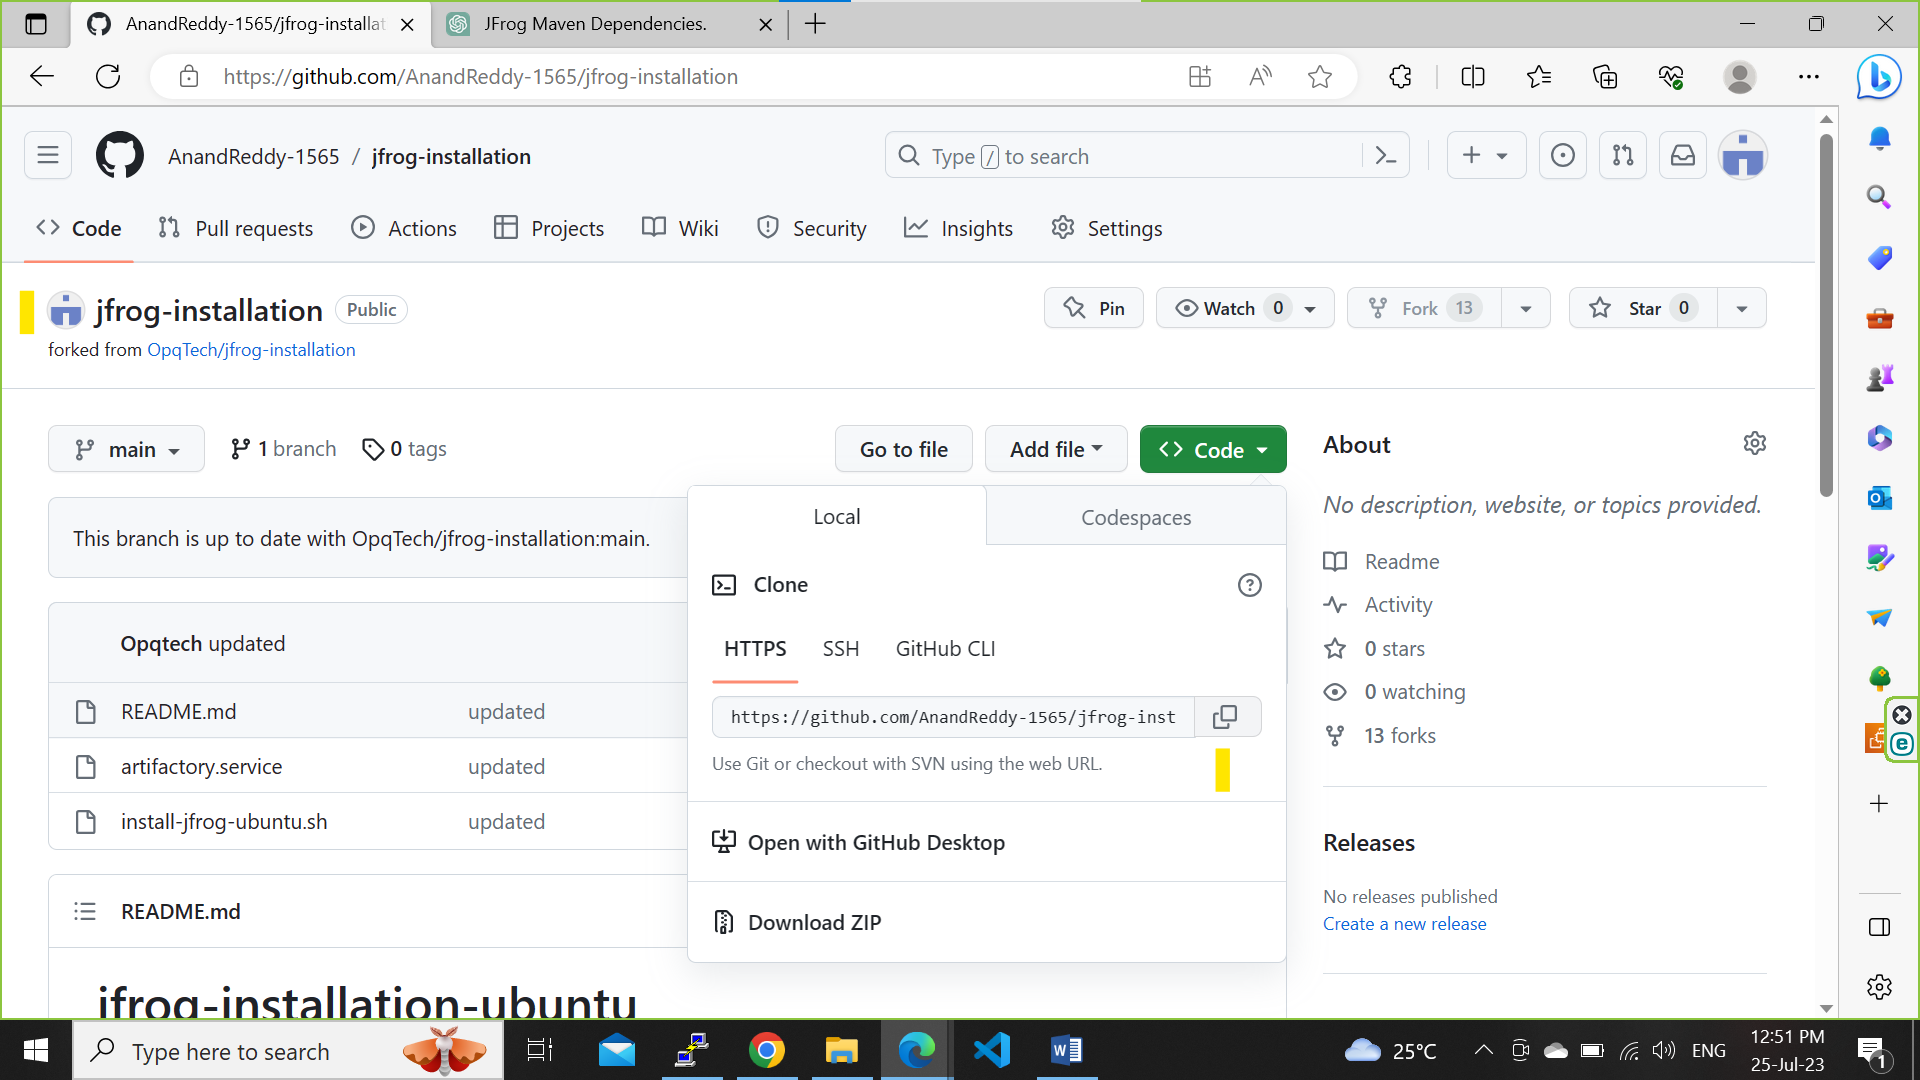 AnandReddy-1565/jfrog-installat
JFrog Maven Dependencies.
https://github.com/AnandReddy-1565/jfrog-installation
AnandReddy-1565 / jfrog-installation
Type / to search
Code
Pull requests
Actions
Projects
Wiki
Security
Insights
Settings
jfrog-installation
Public
Pin
Watch 0
Fork 13
Star 0
forked from OpqTech/jfrog-installation
main
1 branch
0 tags
Go to file
Add file
Code
This branch is up to date with OpqTech/jfrog-installation:main.
Opqtech updated
README.md updated
artifactory.service updated
install-jfrog-ubuntu.sh updated
README.md
jfrog-installation-ubuntu
Local
Codespaces
Clone
HTTPS
SSH
GitHub CLI
https://github.com/AnandReddy-1565/jfrog-inst
Use Git or checkout with SVN using the web URL.
Open with GitHub Desktop
Download ZIP
About
No description, website, or topics provided.
Readme
Activity
0 stars
0 watching
13 forks
Releases
No releases published
Create a new release
Type here to search
25°C
ENG
12:51 PM
25-Jul-23
1